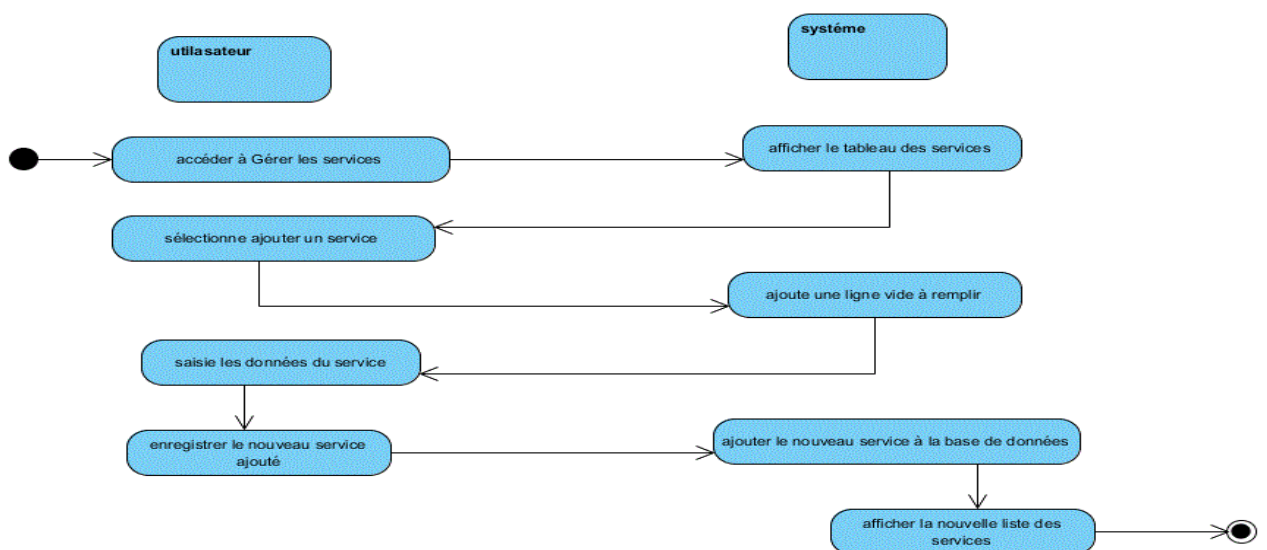 utilasateur
systéme
accéder à Gérer les services
afficher le tableau des services
sélectionne ajouter un service
ajoute une ligne vide à remplir
saisie les données du service
enregistrer le nouveau service
ajouté
ajouter le nouveau service à la base de données
afficher la nouvelle liste des
services